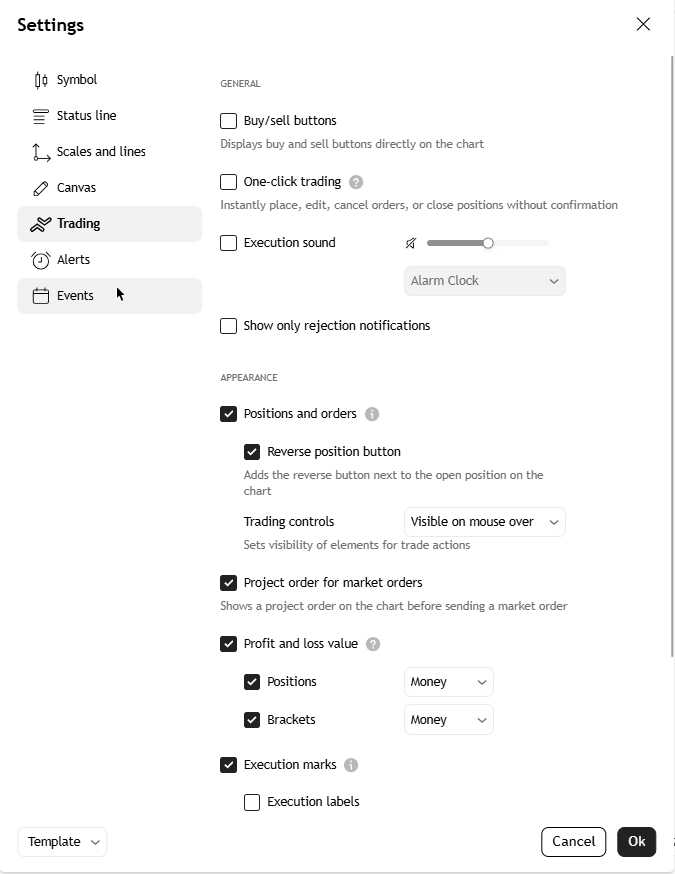 Settings
Symbol
Status line
Scales and lines
Canvas
Trading
Alerts
Events
GENERAL
Buy/sell buttons
Displays buy and sell buttons directly on the chart
One-click trading ?
Instantly place, edit, cancel orders, or close positions without confirmation
Execution sound
Alarm Clock
Show only rejection notifications
APPEARANCE
Positions and orders i
Reverse position button
Adds the reverse button next to the open position on the
chart
Trading controls Visible on mouse over
Sets visibility of elements for trade actions
Project order for market orders
Shows a project order on the chart before sending a market order
Profit and loss value ?
Positions Money
Brackets Money
Execution marks i
Execution labels
Template Cancel Ok